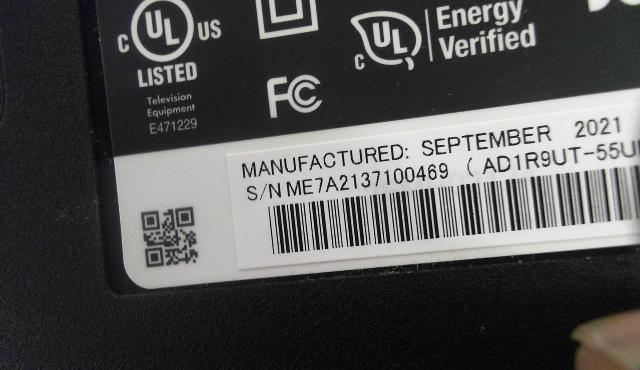 C UL US
LISTED
Television
Equipment
E471229
FC
C UL
Energy
Verified
MANUFACTURED: SEPTEMBER 2021
S/N ME7A2137100469 ( AD1R9UT-55U